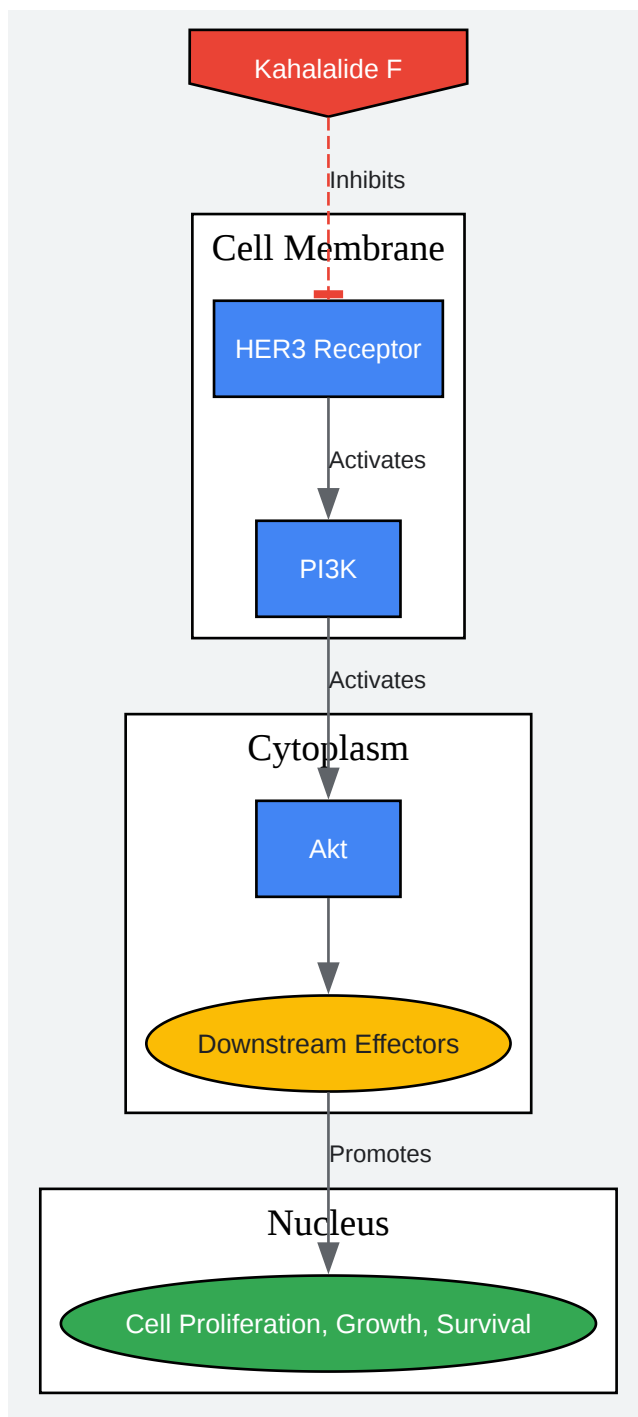 Kahalalide F
Inhibits
Cell Membrane
HER3 Receptor
Activates
PI3K
Activates
Cytoplasm
Akt
Downstream Effectors
Promotes
Nucleus
Cell Proliferation, Growth, Survival